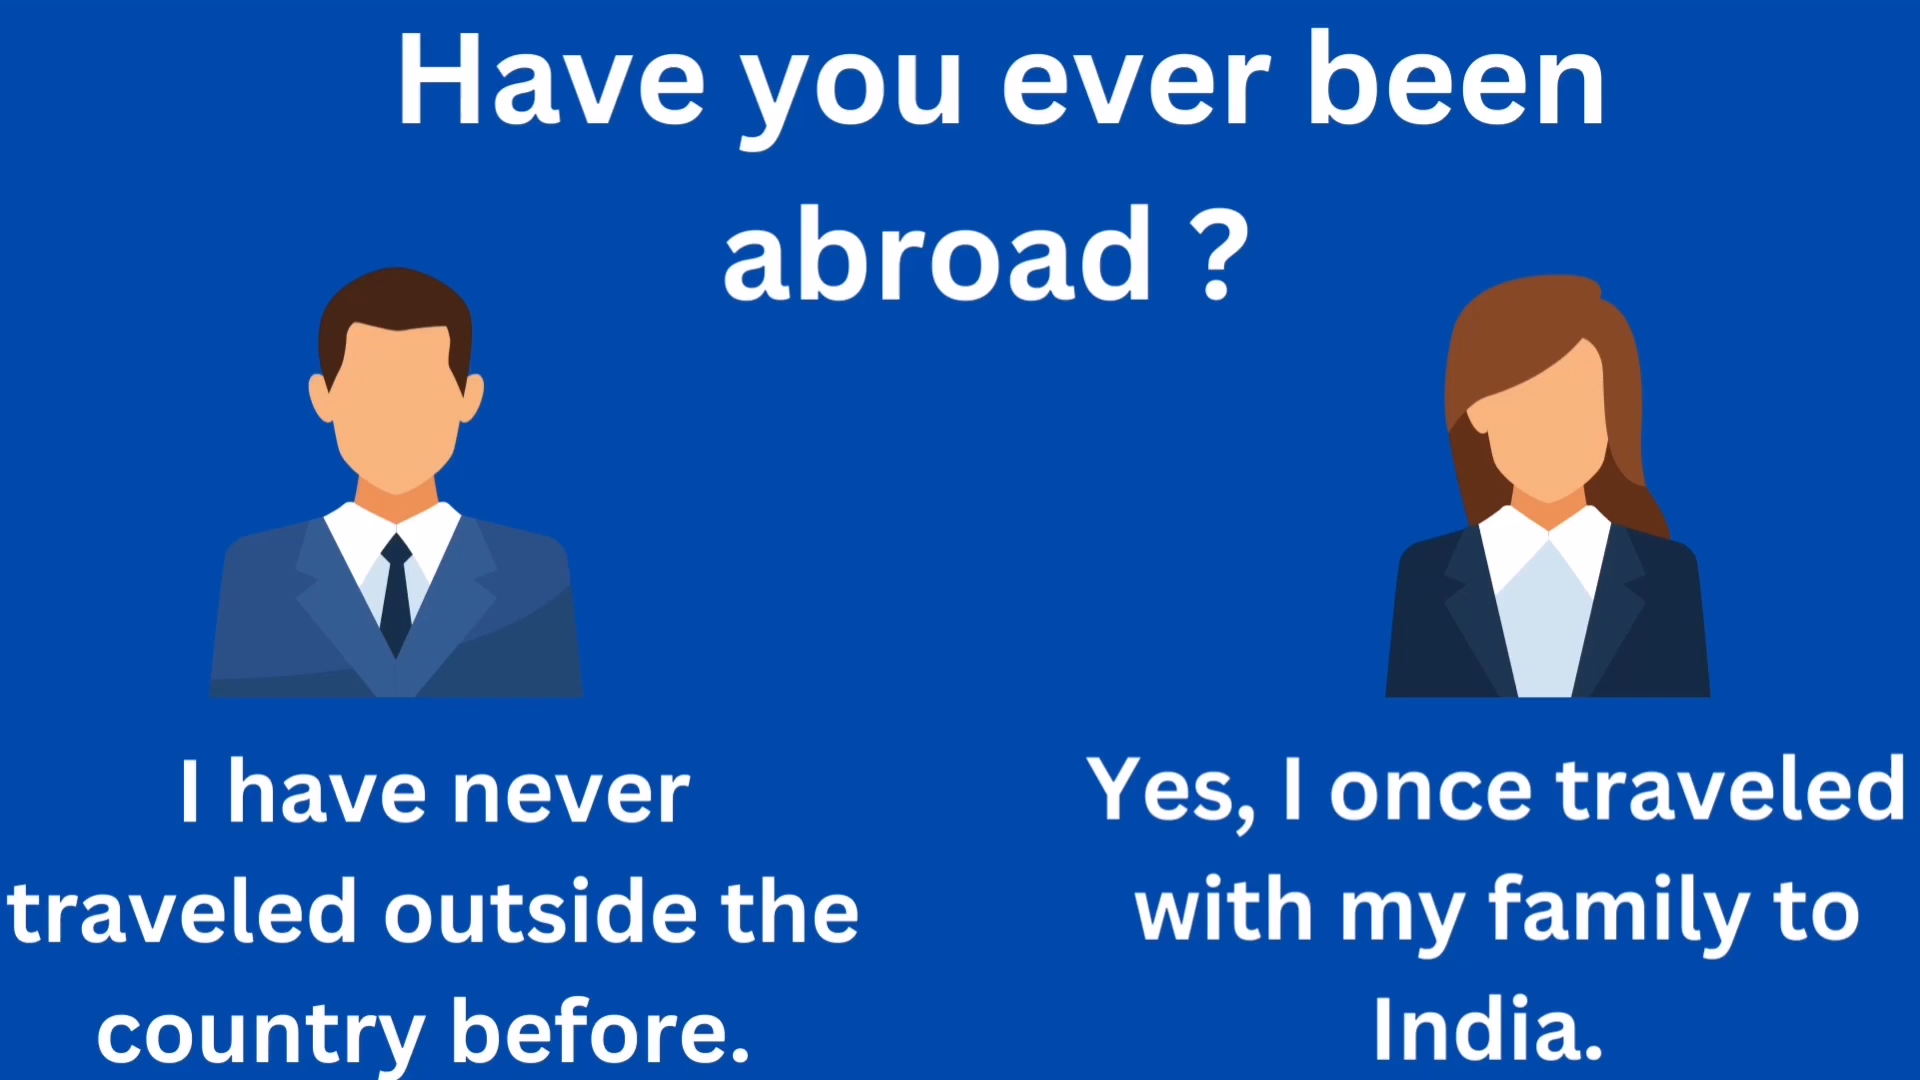 Have you ever been
abroad ?
I have never
traveled outside the
country before.
Yes, I once traveled
with my family to
India.